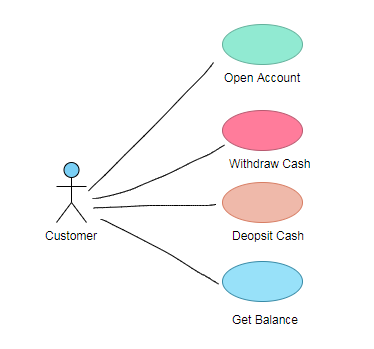 Open Account
Withdraw Cash
Customer
Deopsit Cash
Get Balance